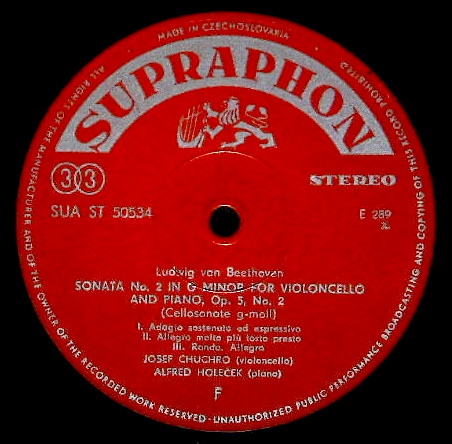 MADE IN CZECHOSLOVAKIA
ALL RIGHTS OF THE MANUFACTURER AND OF THE OWNER OF THE RECORDED WORK RESERVED - UNAUTHORIZED PUBLIC PERFORMANCE BROADCASTING AND COPYING OF THIS RECORD PROHIBITED
SUPRAPHON
33
STEREO
SUA ST 50534
E 289
Ludwig van Beethoven
SONATA No. 2 IN G MINOR FOR VIOLONCELLO
AND PIANO, Op. 5, No. 2
(Cellosonate g-moll)
I. Adagio sostenuto ed espressivo
II. Allegro molto più tosto presto
III. Rondo. Allegro
JOSEF CHUCHRO (violoncello)
ALFRED HOLEČEK (piano)
F